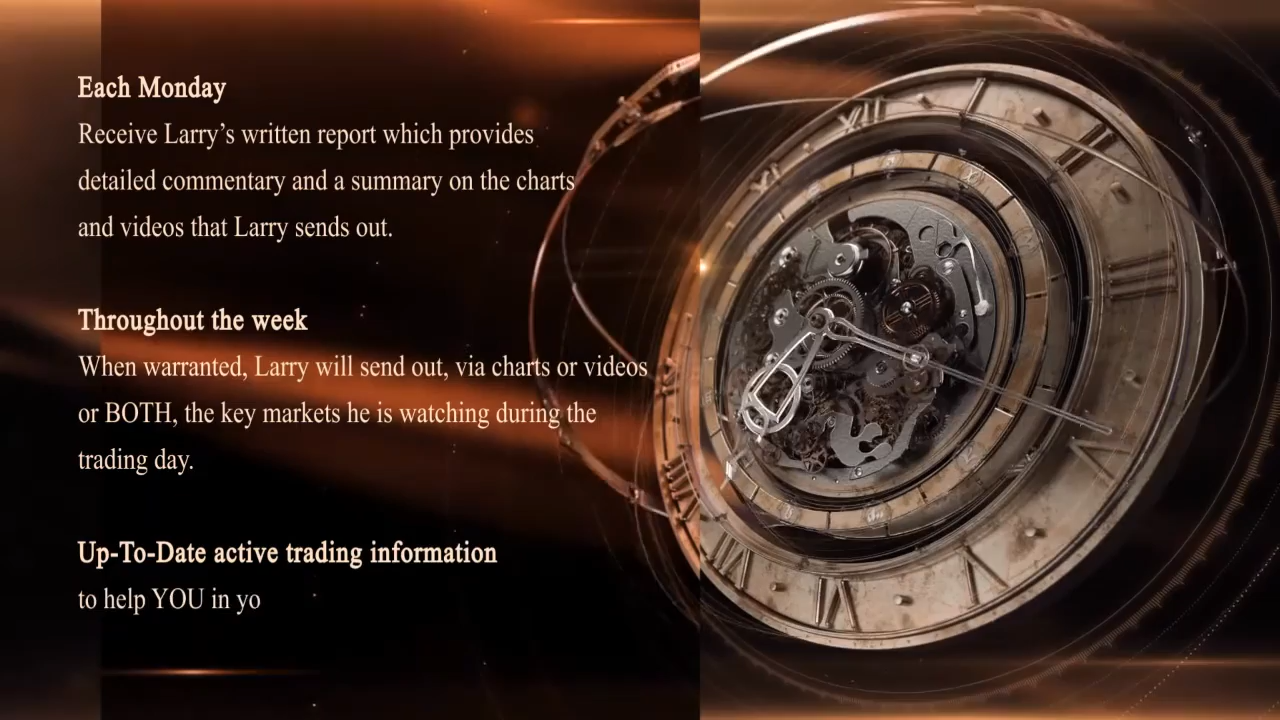 Each Monday
Receive Larry’s written report which provides
detailed commentary and a summary on the charts
and videos that Larry sends out.
Throughout the week
When warranted, Larry will send out, via charts or videos
or BOTH, the key markets he is watching during the
trading day.
Up-To-Date active trading information
to help YOU in yo
XII
XI